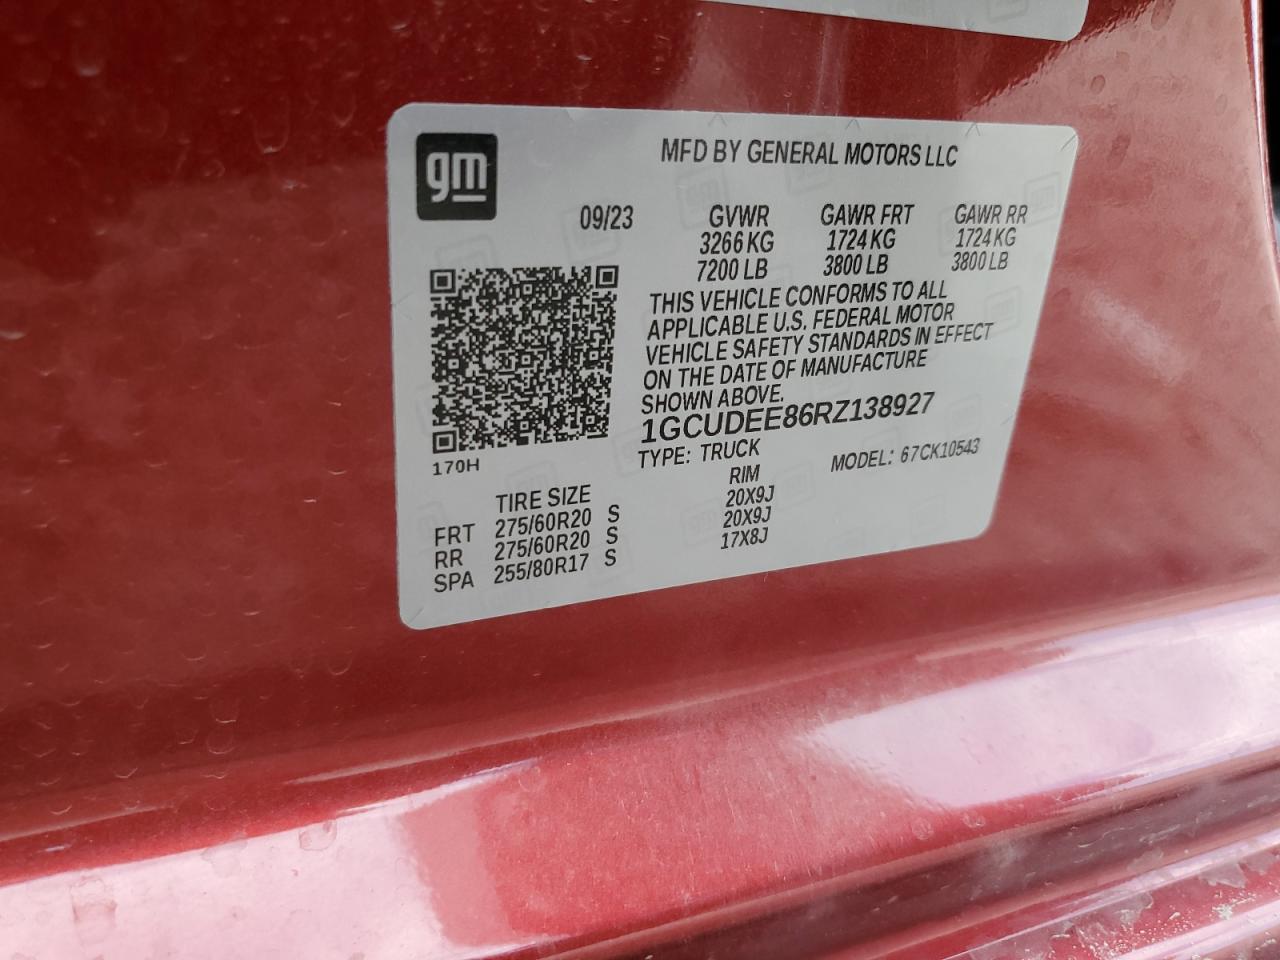 gm
MFD BY GENERAL MOTORS LLC
09/23 GVWR GAWR FRT GAWR RR
3266 KG 1724 KG 1724 KG
7200 LB 3800 LB 3800 LB
THIS VEHICLE CONFORMS TO ALL
APPLICABLE U.S. FEDERAL MOTOR
VEHICLE SAFETY STANDARDS IN EFFECT
ON THE DATE OF MANUFACTURE
SHOWN ABOVE.
1GCUDEE86RZ138927
170H
TYPE: TRUCK MODEL: 67CK10543
TIRE SIZE RIM
FRT 275/60R20 S 20X9J
RR 275/60R20 S 20X9J
SPA 255/80R17 S 17X8J